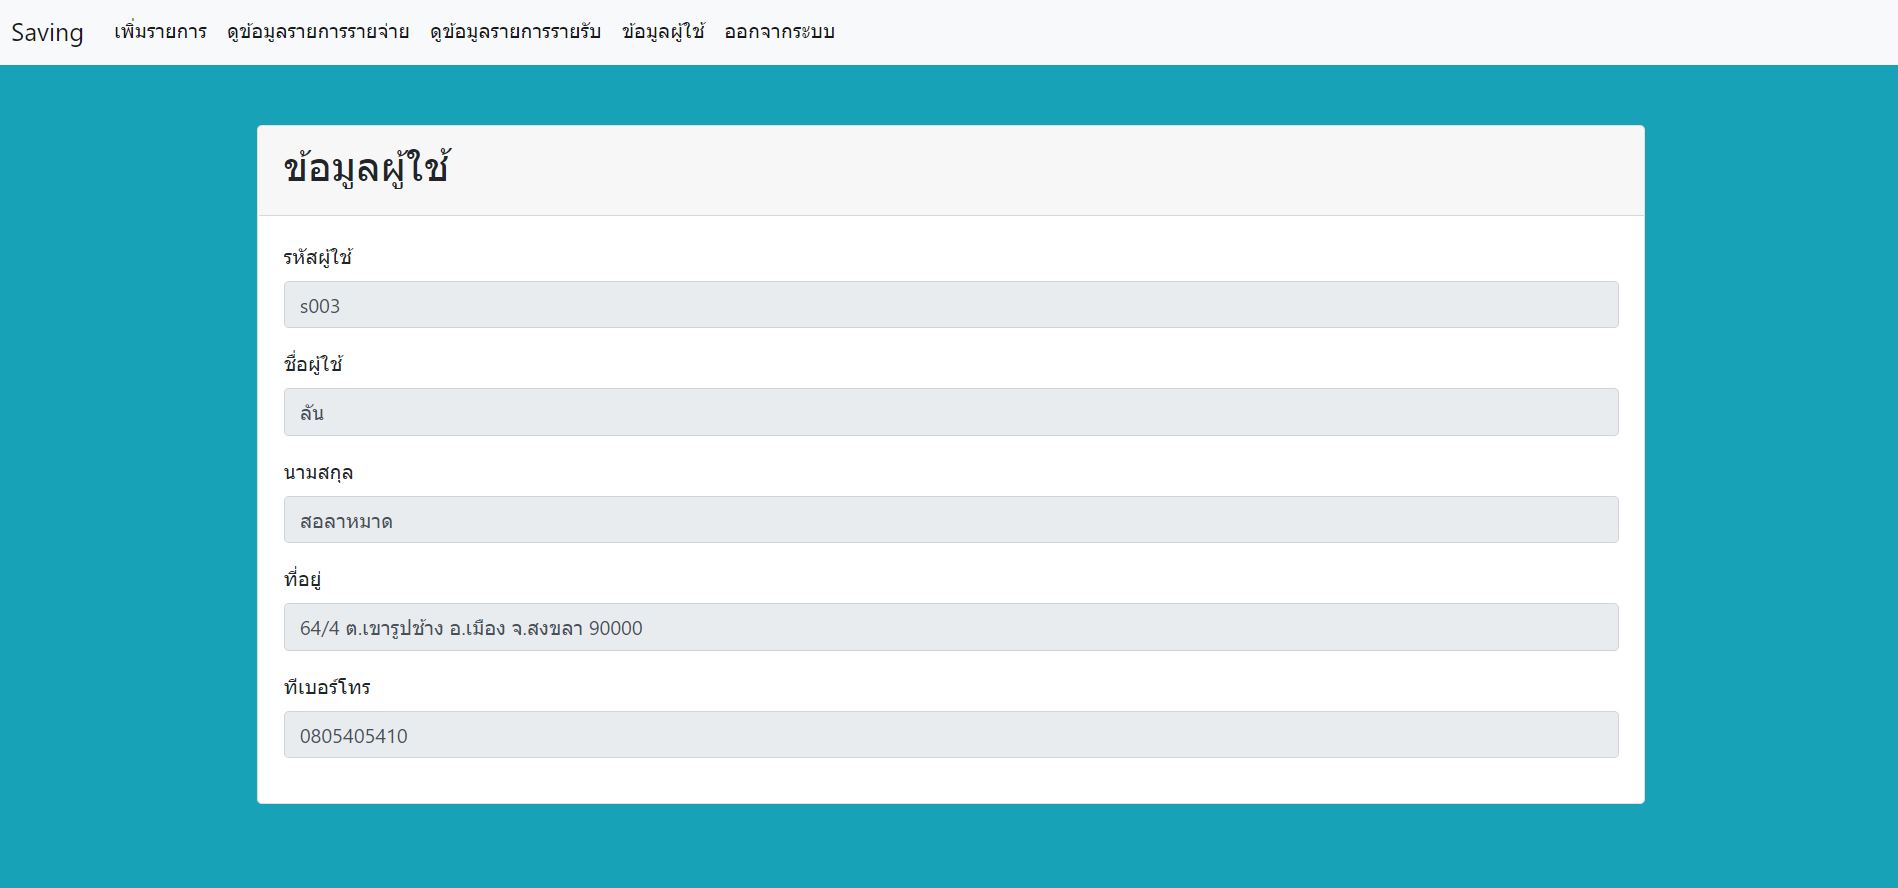 Saving เพิ่มรายการ ดูข้อมูลรายการรายจ่าย ดูข้อมูลรายการรายรับ ข้อมูลผู้ใช้ ออกจากระบบ
ข้อมูลผู้ใช้
รหัสผู้ใช้
s003
ชื่อผู้ใช้
ลัน
นามสกุล
สอลาหมาด
ที่อยู่
64/4 ต.เขารูปช้าง อ.เมือง จ.สงขลา 90000
ทีเบอร์โทร
0805405410